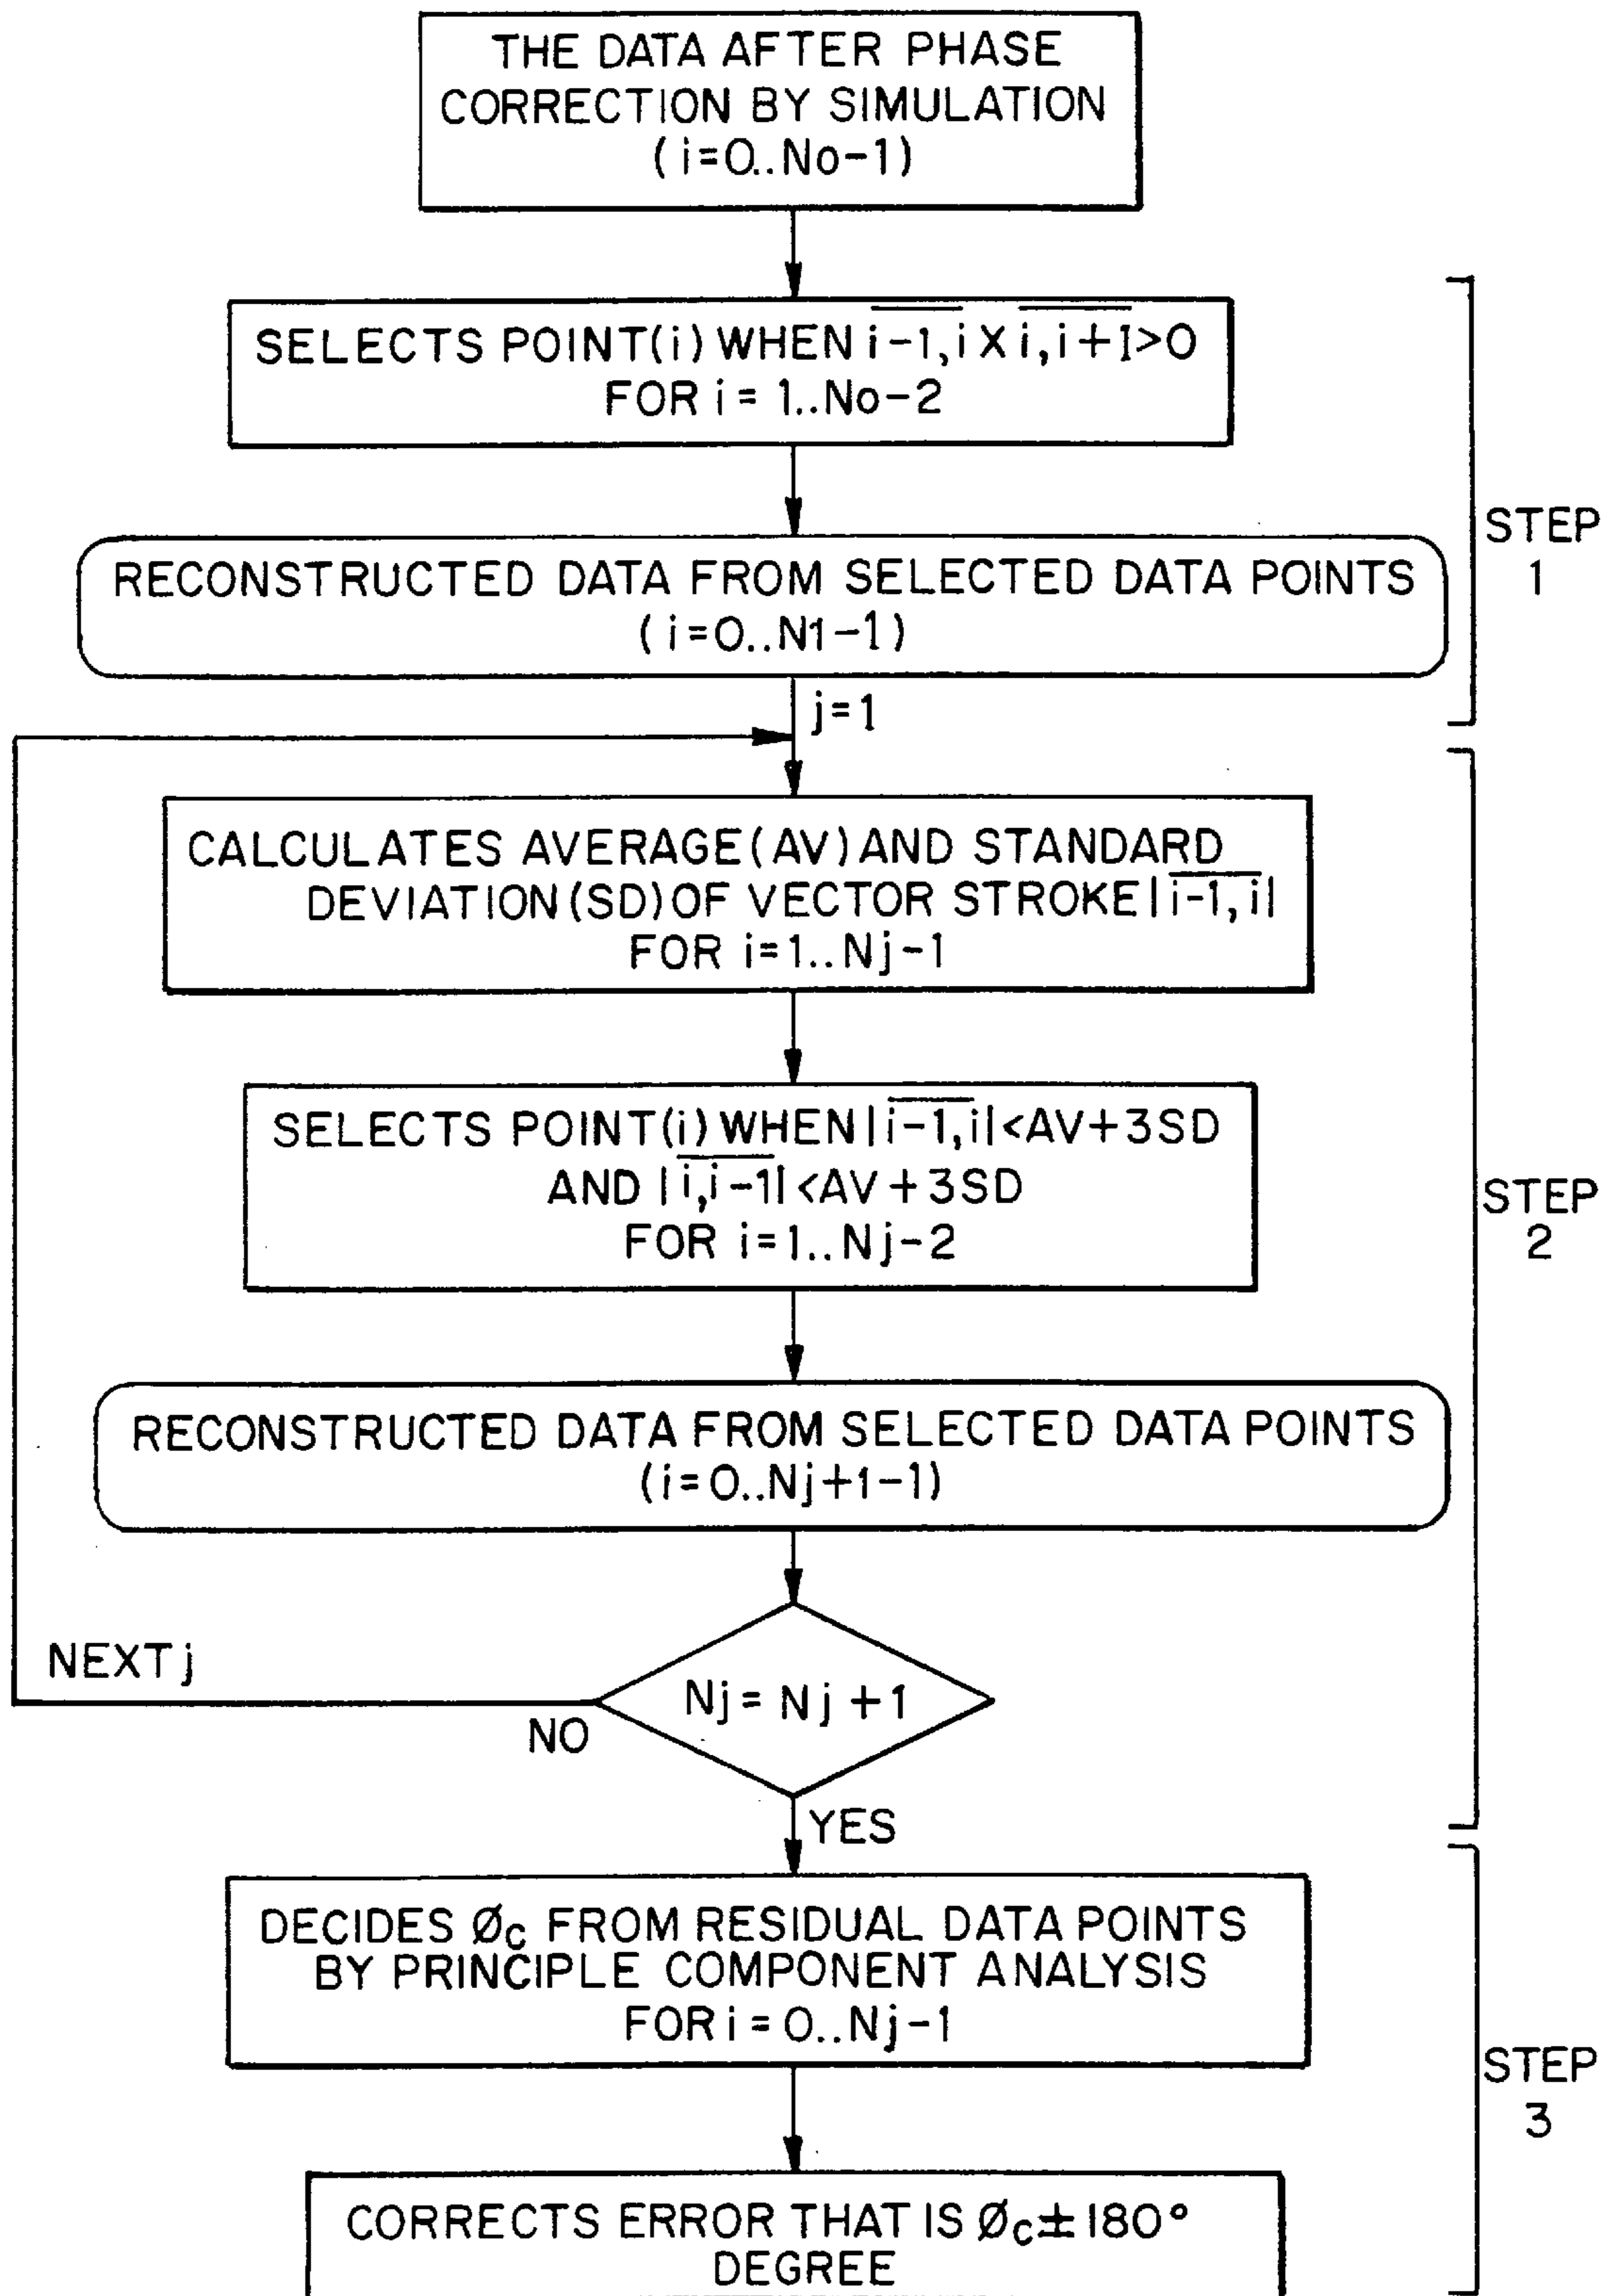 THE DATA AFTER PHASE
CORRECTION BY SIMULATION
(i=0..No-1)
SELECTS POINT(i) WHEN i-1,i X i,i+1>0
FOR i = 1..No-2
RECONSTRUCTED DATA FROM SELECTED DATA POINTS
(i=0..N1-1)
STEP
1
j=1
CALCULATES AVERAGE(AV) AND STANDARD
DEVIATION(SD) OF VECTOR STROKE |i-1, i|
FOR i=1..Nj-1
SELECTS POINT(i) WHEN |i-1,i|<AV+3SD
AND |i,i-1|<AV+3SD
FOR i=1..Nj-2
STEP
2
RECONSTRUCTED DATA FROM SELECTED DATA POINTS
(i=0..Nj+1-1)
NEXT j
Nj= Nj+1
NO
YES
DECIDES Øc FROM RESIDUAL DATA POINTS
BY PRINCIPLE COMPONENT ANALYSIS
FOR i = 0..Nj-1
STEP
3
CORRECTS ERROR THAT IS Øc±180°
DEGREE